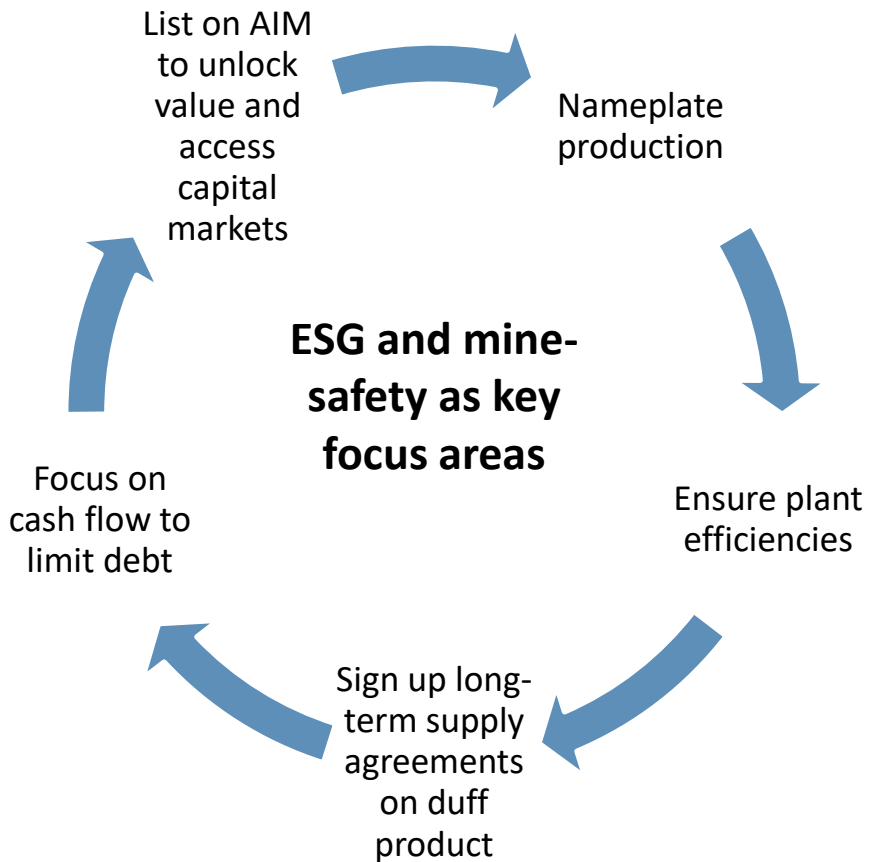 List on AIM
to unlock
value and
access
capital
markets
Nameplate
production
ESG and mine-
safety as key
focus areas
Ensure plant
efficiencies
Sign up long-
term supply
agreements
on duff
product
Focus on
cash flow to
limit debt